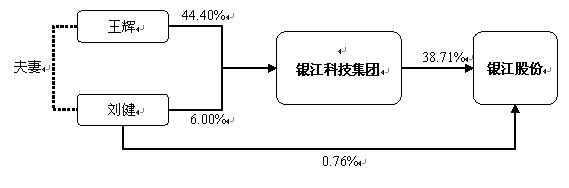 44.40%
王辉
夫妻
银江科技集团
38.71%
银江股份
刘健
6.00%
0.76%